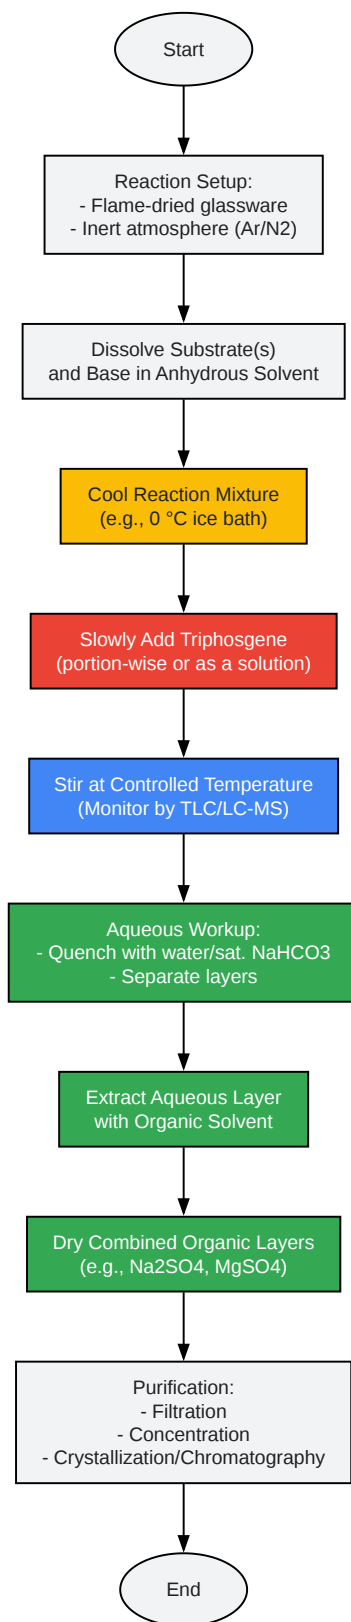 Start
Reaction Setup:
- Flame-dried glassware
- Inert atmosphere (Ar/N2)
Dissolve Substrate(s)
and Base in Anhydrous Solvent
Cool Reaction Mixture
(e.g., 0 °C ice bath)
Slowly Add Triphosgene
(portion-wise or as a solution)
Stir at Controlled Temperature
(Monitor by TLC/LC-MS)
Aqueous Workup:
- Quench with water/sat. NaHCO3
- Separate layers
Extract Aqueous Layer
with Organic Solvent
Dry Combined Organic Layers
(e.g., Na2SO4, MgSO4)
Purification:
- Filtration
- Concentration
- Crystallization/Chromatography
End